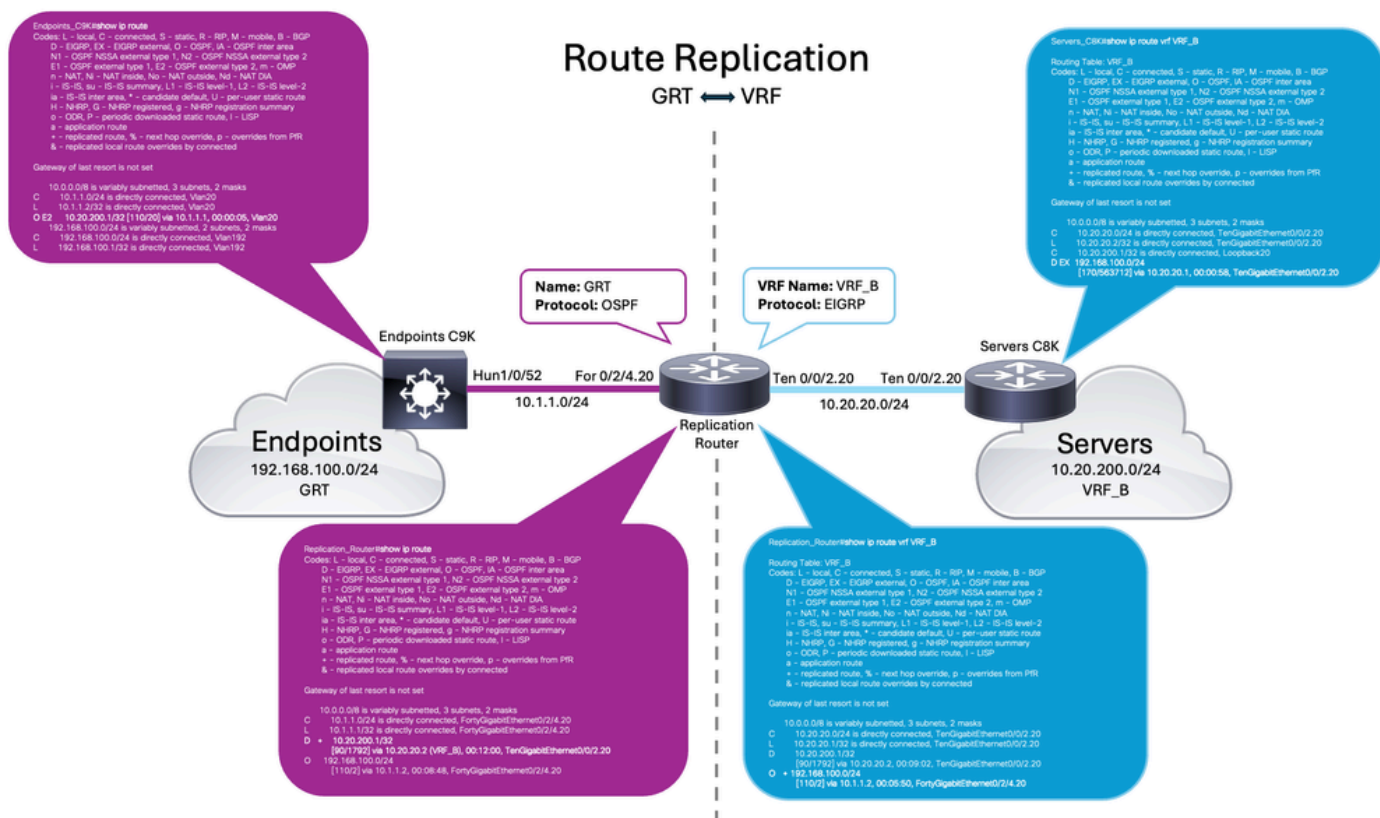 Route Replication
GRT ⟷ VRF
Endpoints_C9K#show ip route
Codes: L - local, C - connected, S - static, R - RIP, M - mobile, B - BGP
D - EIGRP, EX - EIGRP external, O - OSPF, IA - OSPF inter area
N1 - OSPF NSSA external type 1, N2 - OSPF NSSA external type 2
E1 - OSPF external type 1, E2 - OSPF external type 2, m - OMP
n - NAT, Ni - NAT inside, No - NAT outside, Nd - NAT DIA
i - IS-IS, su - IS-IS summary, L1 - IS-IS level-1, L2 - IS-IS level-2
ia - IS-IS inter area, * - candidate default, U - per-user static route
H - NHRP, G - NHRP registered, g - NHRP registration summary
o - ODR, P - periodic downloaded static route, l - LISP
a - application route
+ - replicated route, % - next hop override, p - overrides from PfR
& - replicated local route overrides by connected
Gateway of last resort is not set
10.0.0.0/8 is variably subnetted, 3 subnets, 2 masks
C 10.1.1.0/24 is directly connected, Vlan20
L 10.1.1.2/32 is directly connected, Vlan20
O E2 10.20.200.1/32 [110/20] via 10.1.1.1, 00:00:05, Vlan20
192.168.100.0/24 is variably subnetted, 2 subnets, 2 masks
C 192.168.100.0/24 is directly connected, Vlan192
L 192.168.100.1/32 is directly connected, Vlan192
Servers_C8K#show ip route vrf VRF_B
Routing Table: VRF_B
Codes: L - local, C - connected, S - static, R - RIP, M - mobile, B - BGP
D - EIGRP, EX - EIGRP external, O - OSPF, IA - OSPF inter area
N1 - OSPF NSSA external type 1, N2 - OSPF NSSA external type 2
E1 - OSPF external type 1, E2 - OSPF external type 2, m - OMP
n - NAT, Ni - NAT inside, No - NAT outside, Nd - NAT DIA
i - IS-IS, su - IS-IS summary, L1 - IS-IS level-1, L2 - IS-IS level-2
ia - IS-IS inter area, * - candidate default, U - per-user static route
H - NHRP, G - NHRP registered, g - NHRP registration summary
o - ODR, P - periodic downloaded static route, l - LISP
a - application route
+ - replicated route, % - next hop override, p - overrides from PfR
& - replicated local route overrides by connected
Gateway of last resort is not set
10.0.0.0/8 is variably subnetted, 3 subnets, 2 masks
C 10.20.20.0/24 is directly connected, TenGigabitEthernet0/0/2.20
L 10.20.20.2/32 is directly connected, TenGigabitEthernet0/0/2.20
C 10.20.200.1/32 is directly connected, Loopback20
D EX 192.168.100.0/24
[170/563712] via 10.20.20.1, 00:00:58, TenGigabitEthernet0/0/2.20
Name: GRT
Protocol: OSPF
VRF Name: VRF_B
Protocol: EIGRP
Endpoints C9K
Servers C8K
Hun1/0/52
For 0/2/4.20
Ten 0/0/2.20
Ten 0/0/2.20
10.1.1.0/24
10.20.20.0/24
Replication
Router
Endpoints
192.168.100.0/24
GRT
Servers
10.20.200.0/24
VRF_B
Replication_Router#show ip route
Codes: L - local, C - connected, S - static, R - RIP, M - mobile, B - BGP
D - EIGRP, EX - EIGRP external, O - OSPF, IA - OSPF inter area
N1 - OSPF NSSA external type 1, N2 - OSPF NSSA external type 2
E1 - OSPF external type 1, E2 - OSPF external type 2, m - OMP
n - NAT, Ni - NAT inside, No - NAT outside, Nd - NAT DIA
i - IS-IS, su - IS-IS summary, L1 - IS-IS level-1, L2 - IS-IS level-2
ia - IS-IS inter area, * - candidate default, U - per-user static route
H - NHRP, G - NHRP registered, g - NHRP registration summary
o - ODR, P - periodic downloaded static route, l - LISP
a - application route
+ - replicated route, % - next hop override, p - overrides from PfR
& - replicated local route overrides by connected
Gateway of last resort is not set
10.0.0.0/8 is variably subnetted, 3 subnets, 2 masks
C 10.1.1.0/24 is directly connected, FortyGigabitEthernet0/2/4.20
L 10.1.1.1/32 is directly connected, FortyGigabitEthernet0/2/4.20
D + 10.20.200.1/32
[90/1792] via 10.20.20.2 (VRF_B), 00:12:00, TenGigabitEthernet0/0/2.20
O 192.168.100.0/24
[110/2] via 10.1.1.2, 00:08:48, FortyGigabitEthernet0/2/4.20
Replication_Router#show ip route vrf VRF_B
Routing Table: VRF_B
Codes: L - local, C - connected, S - static, R - RIP, M - mobile, B - BGP
D - EIGRP, EX - EIGRP external, O - OSPF, IA - OSPF inter area
N1 - OSPF NSSA external type 1, N2 - OSPF NSSA external type 2
E1 - OSPF external type 1, E2 - OSPF external type 2, m - OMP
n - NAT, Ni - NAT inside, No - NAT outside, Nd - NAT DIA
i - IS-IS, su - IS-IS summary, L1 - IS-IS level-1, L2 - IS-IS level-2
ia - IS-IS inter area, * - candidate default, U - per-user static route
H - NHRP, G - NHRP registered, g - NHRP registration summary
o - ODR, P - periodic downloaded static route, l - LISP
a - application route
+ - replicated route, % - next hop override, p - overrides from PfR
& - replicated local route overrides by connected
Gateway of last resort is not set
10.0.0.0/8 is variably subnetted, 3 subnets, 2 masks
C 10.20.20.0/24 is directly connected, TenGigabitEthernet0/0/2.20
L 10.20.20.1/32 is directly connected, TenGigabitEthernet0/0/2.20
D 10.20.200.1/32
[90/1792] via 10.20.20.2, 00:09:02, TenGigabitEthernet0/0/2.20
O + 192.168.100.0/24
[110/2] via 10.1.1.2, 00:05:50, FortyGigabitEthernet0/2/4.20